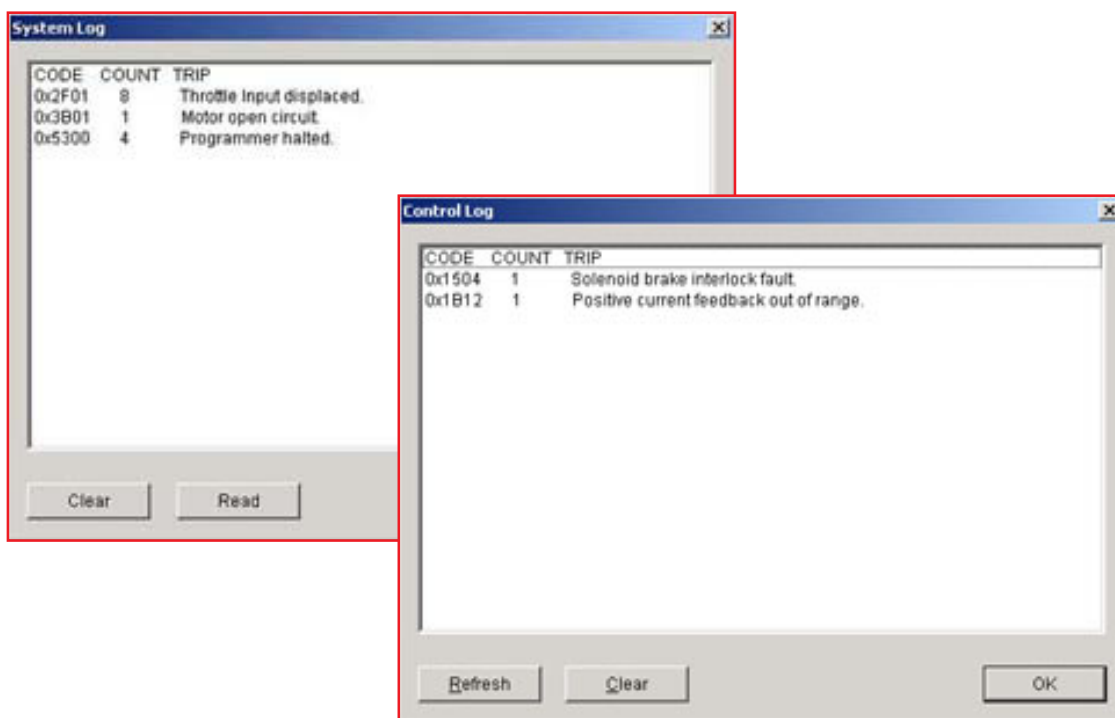 System Log
CODE COUNT TRIP
0x2F01 8 Throttle Input displaced.
0x3B01 1 Motor open circuit.
0x5300 4 Programmer halted.
Clear Read
Control Log
CODE COUNT TRIP
0x1504 1 Solenoid brake interlock fault.
0x1B12 1 Positive current feedback out of range.
Refresh Clear OK